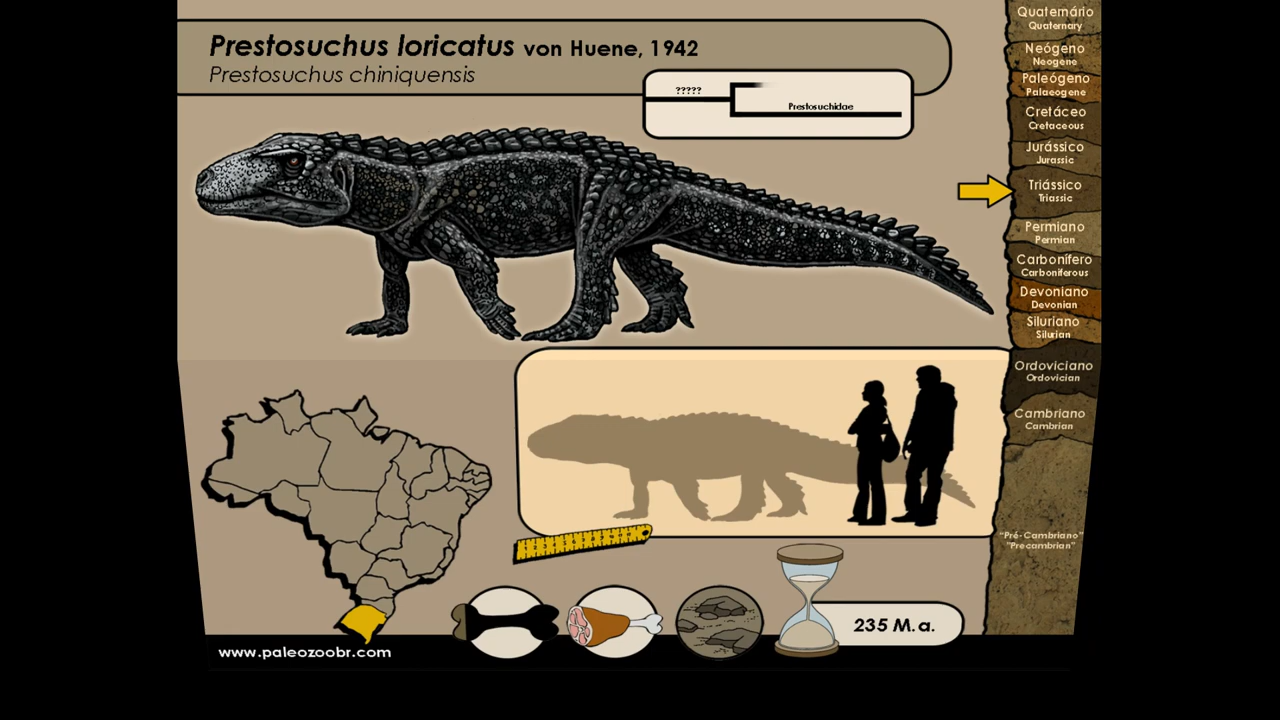 Prestosuchus loricatus von Huene, 1942
Prestosuchus chiniquensis
?????
Prestosuchidae
Quaternário
Quaternary
Neógeno
Neogene
Paleógeno
Palaeogene
Cretáceo
Cretaceous
Jurássico
Jurassic
Triássico
Triassic
Permiano
Permian
Carbonífero
Carboniferous
Devoniano
Devonian
Siluriano
Silurian
Ordoviciano
Ordovician
Cambriano
Cambrian
"Pré-Cambriano"
"Precambrian"
235 M.a.
www.paleozoobr.com